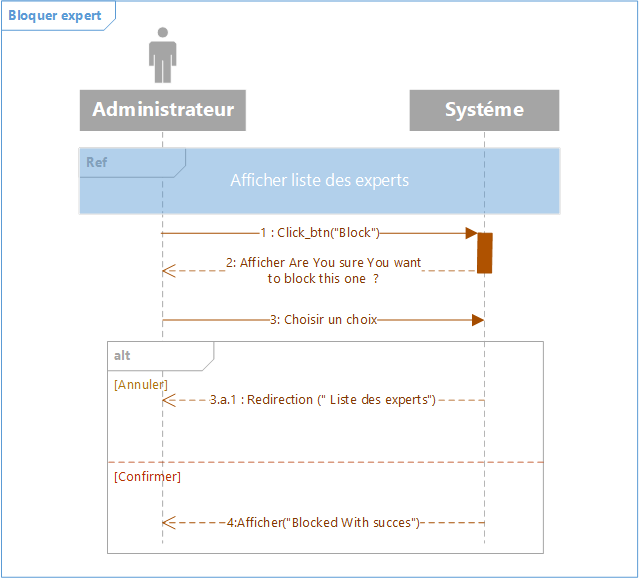 Bloquer expert
Administrateur
Systéme
Ref
Afficher liste des experts
1 : Click_btn("Block")
2: Afficher Are You sure You want
to block this one ?
3: Choisir un choix
alt
[Annuler]
3.a.1 : Redirection (" Liste des experts")
[Confirmer]
4:Afficher("Blocked With succes")